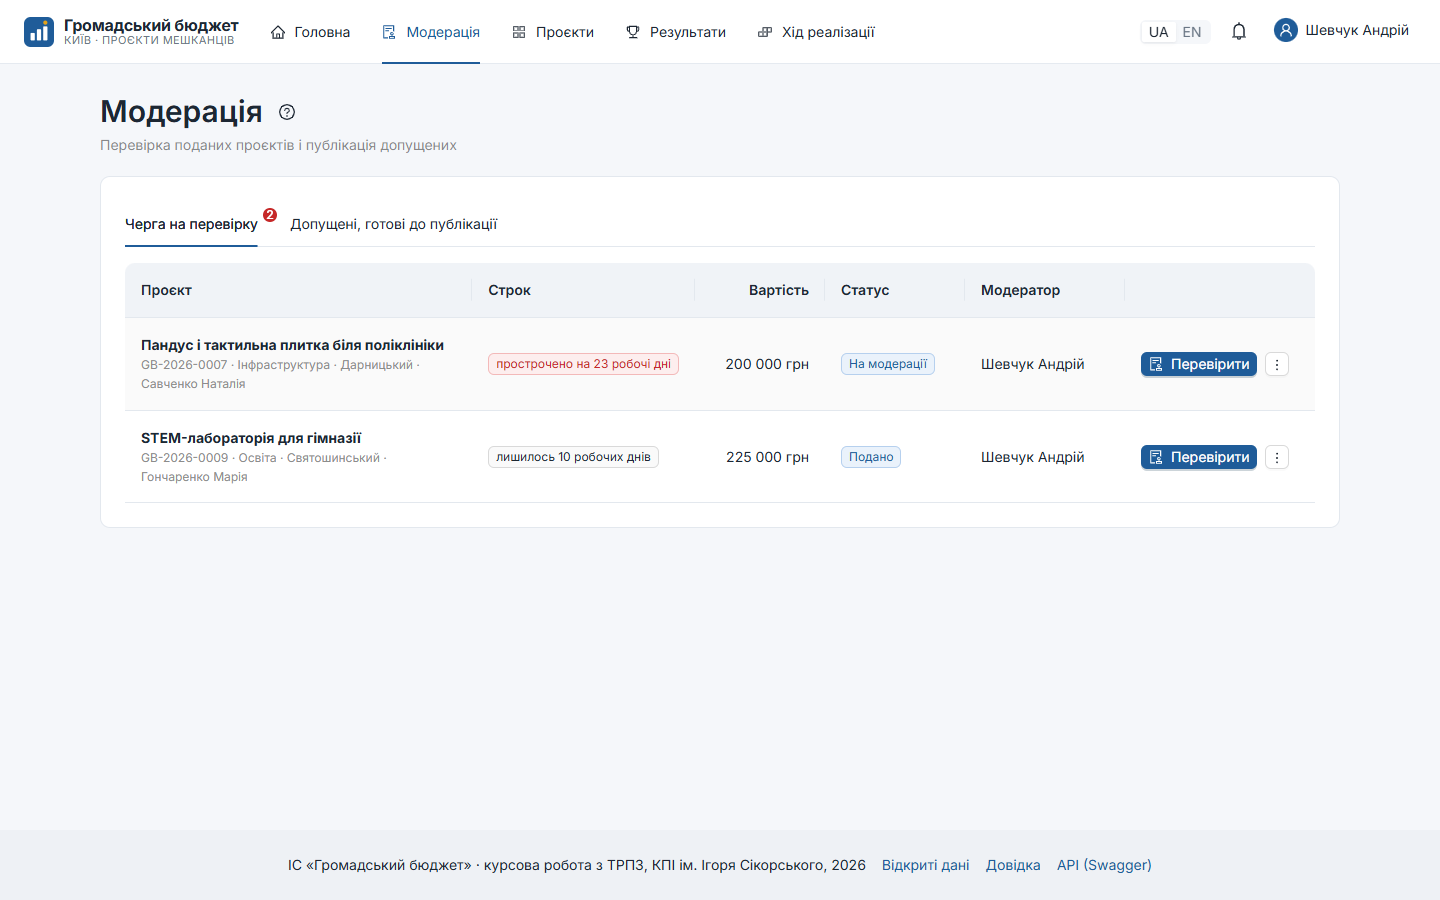 Громадський бюджет
КИЇВ · ПРОЄКТИ МЕШКАНЦІВ
Головна
Модерація
Проєкти
Результати
Хід реалізації
UA EN
Шевчук Андрій
Модерація
Перевірка поданих проєктів і публікація допущених
Черга на перевірку 2
Допущені, готові до публікації
Проєкт Строк Вартість Статус Модератор
Пандус і тактильна плитка біля поліклініки
GB-2026-0007 · Інфраструктура · Дарницький ·
Савченко Наталія
прострочено на 23 робочі дні
200 000 грн
На модерації
Шевчук Андрій
Перевірити
STEM-лабораторія для гімназії
GB-2026-0009 · Освіта · Святошинський ·
Гончаренко Марія
лишилось 10 робочих днів
225 000 грн
Подано
Шевчук Андрій
Перевірити
ІС «Громадський бюджет» · курсова робота з ТРПЗ, КПІ ім. Ігоря Сікорського, 2026 Відкриті дані Довідка API (Swagger)